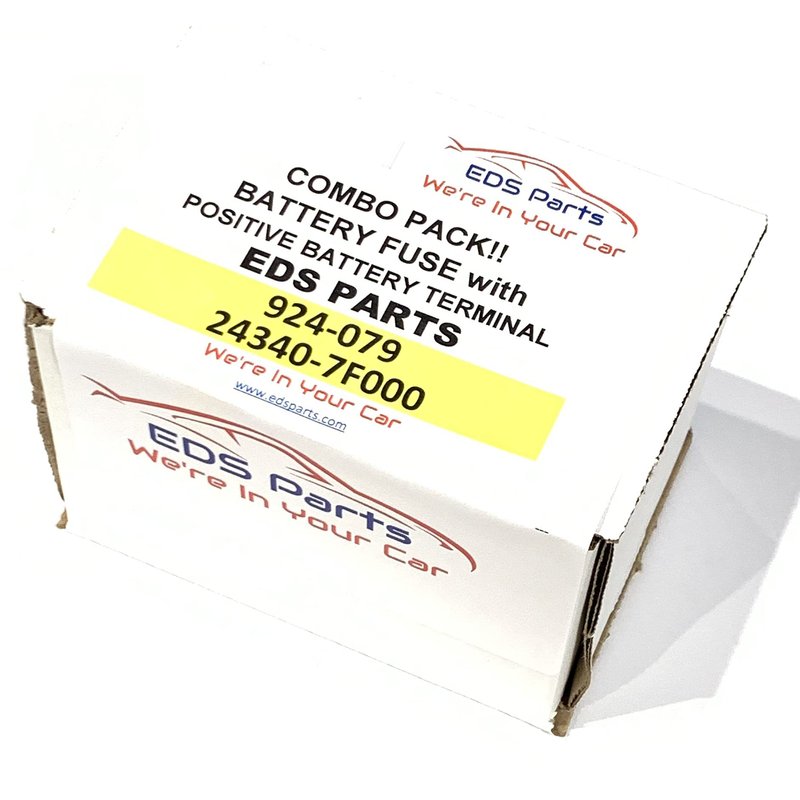 EDS Parts
We're In Your Car
COMBO PACK!!
BATTERY FUSE with
POSITIVE BATTERY TERMINAL
EDS PARTS
924-079
24340-7F000
We're In Your Car
www.edsparts.com
EDS Parts
We're In Your Car